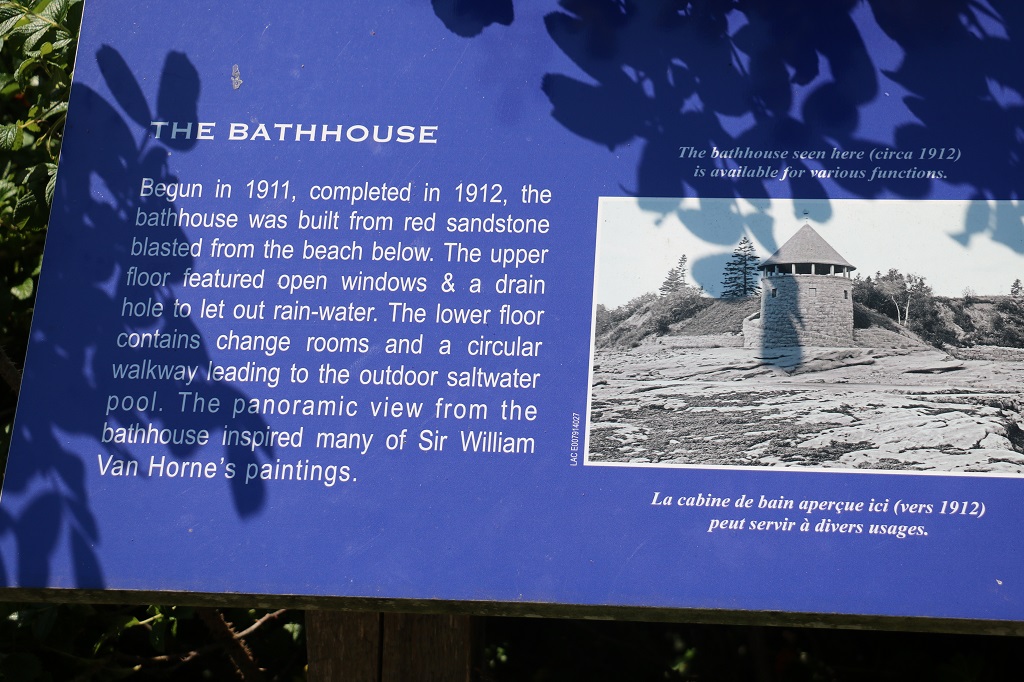 THE BATHHOUSE
Begun in 1911, completed in 1912, the
bathhouse was built from red sandstone
blasted from the beach below. The upper
floor featured open windows & a drain
hole to let out rain-water. The lower floor
contains change rooms and a circular
walkway leading to the outdoor saltwater
pool. The panoramic view from the
bathhouse inspired many of Sir William
Van Horne's paintings.
The bathhouse seen here (circa 1912)
is available for various functions.
LAC E007914027
La cabine de bain aperçue ici (vers 1912)
peut servir à divers usages.